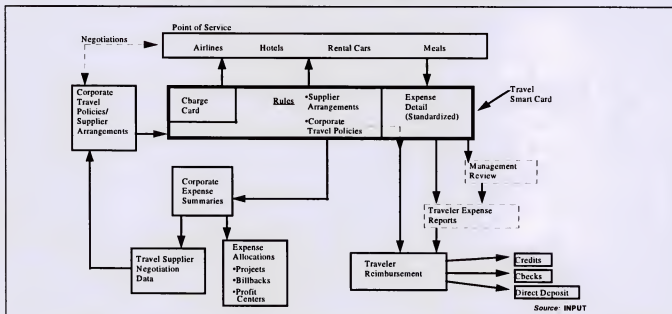 Point of Service
Negotiations
Airlines Hotels Rental Cars Meals
Corporate
Travel
Policies/
Supplier
Arrangements
Charge
Card
Rules
•Supplier
Arrangements
•Corporate
Travel Policies
Expense
Detail
(Standardized)
Travel
Smart Card
Management
Review
Corporate
Expense
Summaries
Traveler Expense
Reports
Travel Supplier
Negotiation
Data
Expense
Allocations
•Projects
•Billbacks
•Profit
Centers
Traveler
Reimbursement
Credits
Checks
Direct Deposit
Source: INPUT